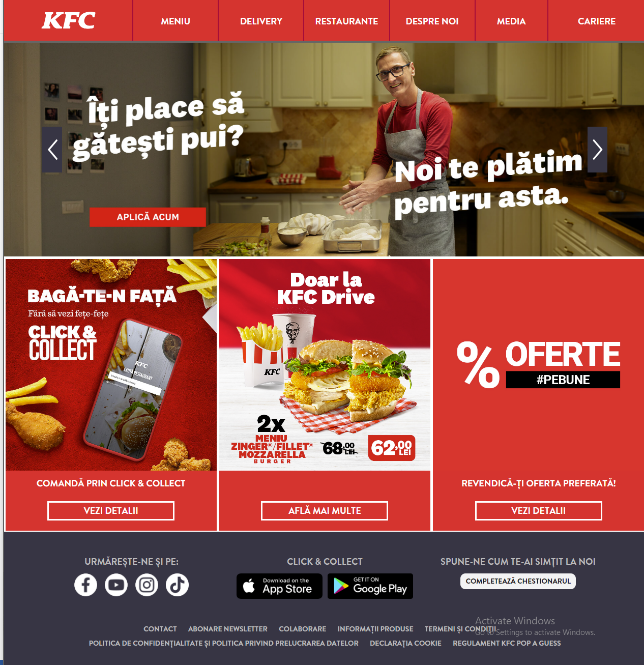 KFC
MENIU
DELIVERY
RESTAURANTE
DESPRE NOI
MEDIA
CARIERE
Îți place să
gătești pui?
Noi te plătim
pentru asta.
APLICĂ ACUM
BAGĂ-TE-N FAȚĂ
Fără să vezi fețe-fețe
CLICK &
COLLECT
KFC
COMANDĂ PRIN CLICK & COLLECT
VEZI DETALII
Doar la
KFC Drive
KFC
2x
MENIU
ZINGER*/FILLET*
MOZZARELLA
BURGER
68,00
LEI
62,00
LEI
AFLĂ MAI MULTE
% OFERTE
#PEBUNE
REVENDICĂ-ȚI OFERTA PREFERATĂ!
VEZI DETALII
URMĂREȘTE-NE ȘI PE:
CLICK & COLLECT
Download on the
App Store
GET IT ON
Google Play
SPUNE-NE CUM TE-AI SIMȚIT LA NOI
COMPLETEAZĂ CHESTIONARUL
CONTACT ABONARE NEWSLETTER COLABORARE INFORMAȚII PRODUSE TERMENI ȘI CONDIȚII
POLITICA DE CONFIDENȚIALITATE ȘI POLITICA PRIVIND PRELUCRAREA DATELOR DECLARAȚIA COOKIE REGULAMENT KFC POP A GUESS
Activate Windows
Go to Settings to activate Windows.